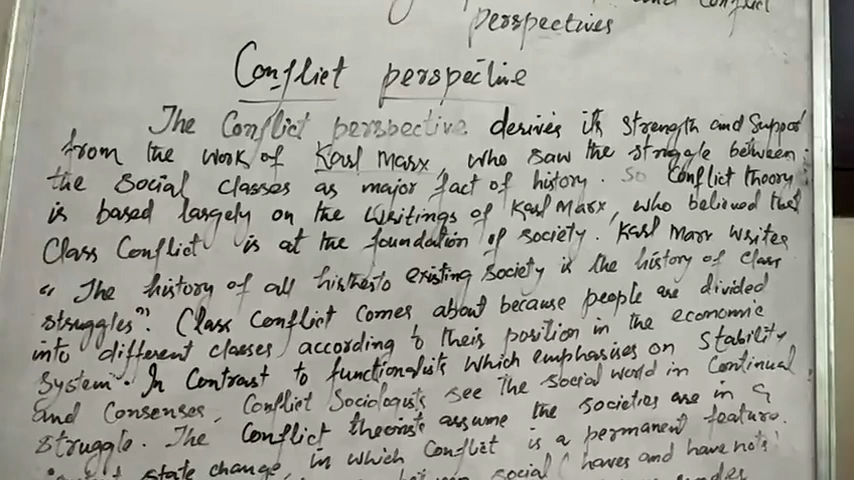 and Conflict
perspectives
Conflict perspective
The Conflict perspective derives its strength and Support
from the work of Karl Marx, who saw the struggle between
the social classes as major fact of history. So Conflict theory
is based largely on the writings of Karl Marx, who believed that
Class Conflict is at the foundation of society. Karl Marx writes
"The history of all hitherto existing society is the history of class
struggles". Class Conflict comes about because people are divided
into different classes according to their position in the economic
system. In Contrast to functionalists which emphasises on Stability
and Consenses, Conflict Sociologists see the social world in Continual
struggle. The Conflict theorists assume the societies are in a
state change, in which Conflict is a permanent feature.
social (haves and have nots)